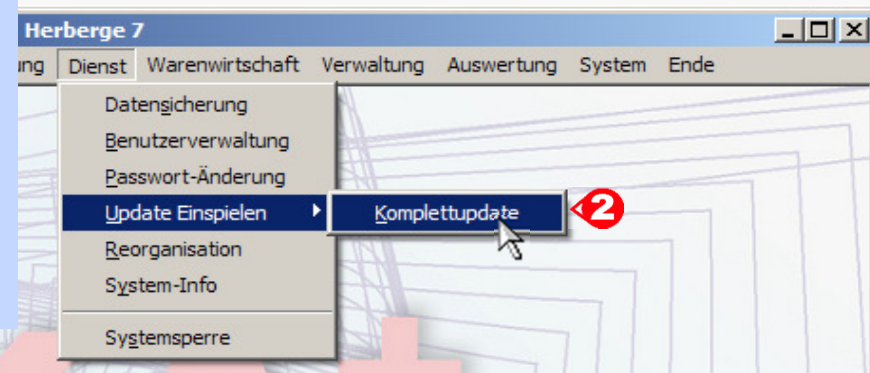 Herberge 7
ung Dienst Warenwirtschaft Verwaltung Auswertung System Ende
Datensicherung
Benutzerverwaltung
Passwort-Änderung
Update Einspielen Komplettupdate 2
Reorganisation
System-Info
Systemsperre